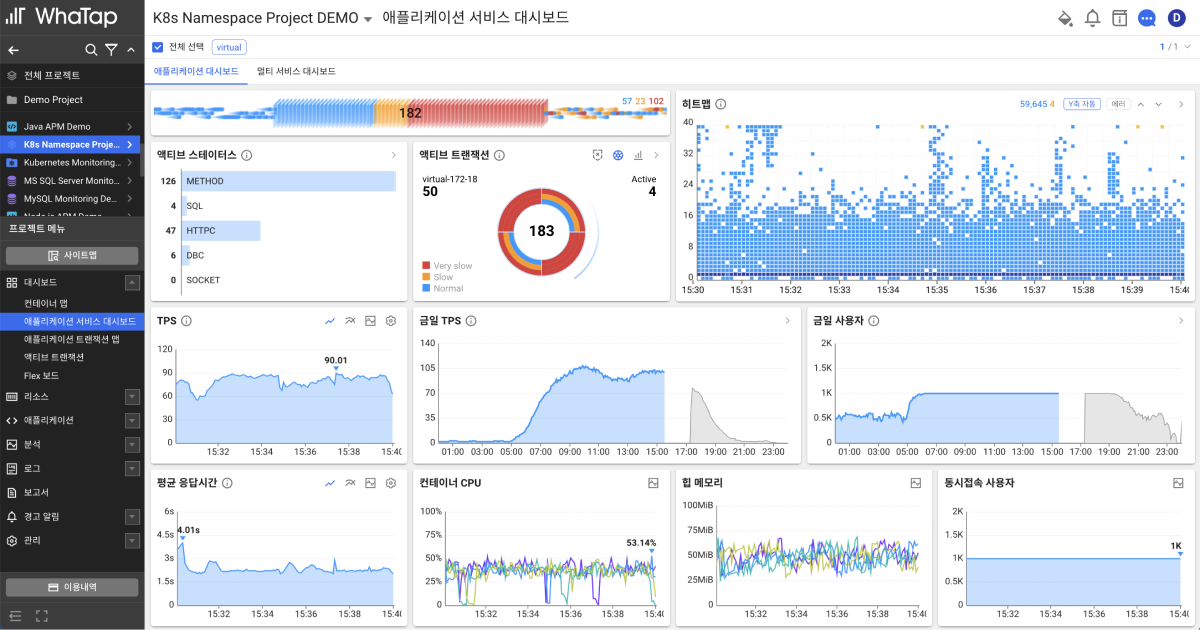 WhaTap
K8s Namespace Project DEMO 애플리케이션 서비스 대시보드
D
전체 선택 virtual
1 / 1
애플리케이션 대시보드 멀티 서비스 대시보드
전체 프로젝트
Demo Project
Java APM Demo
K8s Namespace Proje...
Kubernetes Monitoring...
MS SQL Server Monito...
MySQL Monitoring De...
Node.js APM Demo
프로젝트 메뉴
사이트맵
대시보드
컨테이너 맵
애플리케이션 서비스 대시보드
애플리케이션 트랜잭션 맵
액티브 트랜잭션
Flex 보드
리소스
애플리케이션
분석
로그
보고서
경고 알림
관리
이용내역
57 23 102
182
히트맵
59,645 4 Y축 자동 에러
40
32
24
16
8
0
15:30 15:31 15:32 15:33 15:34 15:35 15:36 15:37 15:38 15:39 15:4
액티브 스테이터스
126 METHOD
4 SQL
47 HTTPC
6 DBC
0 SOCKET
액티브 트랜잭션
virtual-172-18 Active
50 4
183
Very slow
Slow
Normal
TPS
120
90
60
30
0
90.01
15:32 15:34 15:36 15:38 15:40
금일 TPS
140
105
70
35
0
01:00 03:00 05:00 07:00 09:00 11:00 13:00 15:00 17:00 19:00 21:00 23:00
금일 사용자
2K
1.5K
1K
0.5K
0
01:00 03:00 05:00 07:00 09:00 11:00 13:00 15:00 17:00 19:00 21:00 23:00
평균 응답시간
6s
4.5s
3s
1.5s
0
4.01s
15:32 15:34 15:36 15:38 15:40
컨테이너 CPU
100%
75%
50%
25%
0
53.14%
15:32 15:34 15:36 15:38 15:40
힙 메모리
100MiB
75MiB
50MiB
25MiB
0
15:32 15:34 15:36 15:38 15:40
동시접속 사용자
2K
1.5K
1K
0.5K
0
1K
15:32 15:34 15:36 15:38 15:40